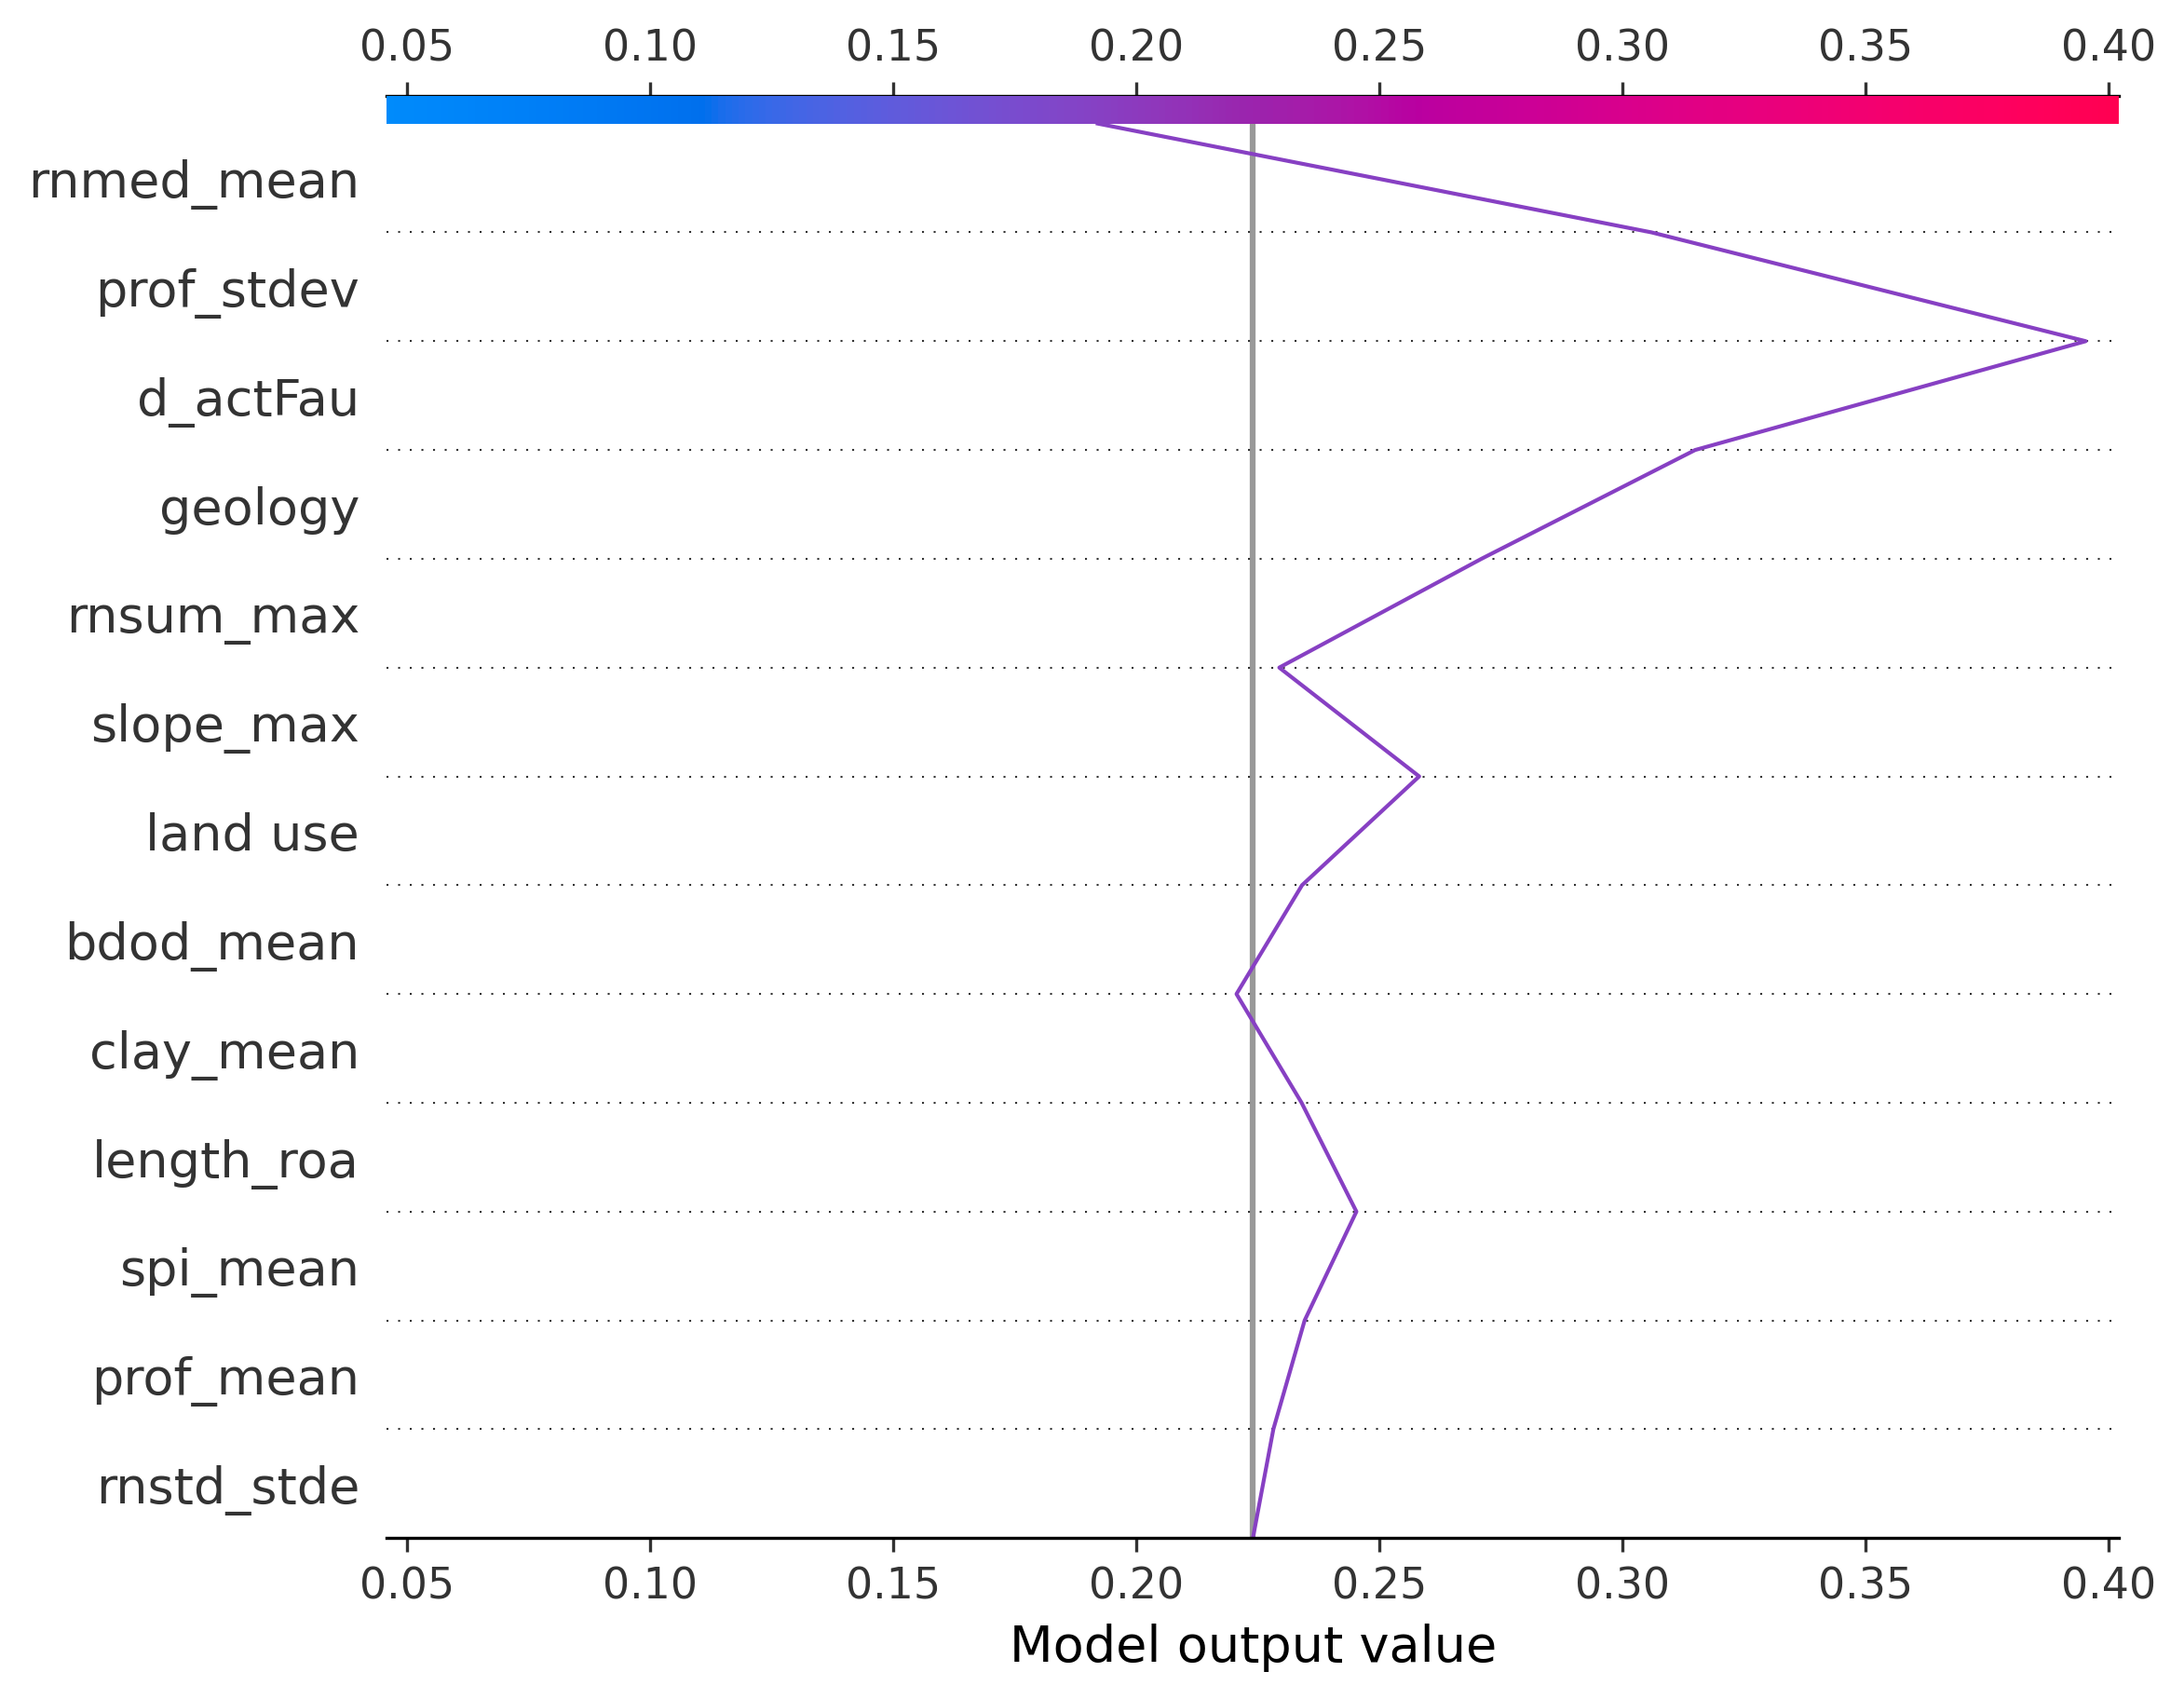 0.05 0.10 0.15 0.20 0.25 0.30 0.35 0.40
rnmed_mean
prof_stdev
d_actFau
geology
rnsum_max
slope_max
land use
bdod_mean
clay_mean
length_roa
spi_mean
prof_mean
rnstd_stde
0.05 0.10 0.15 0.20 0.25 0.30 0.35 0.40
Model output value